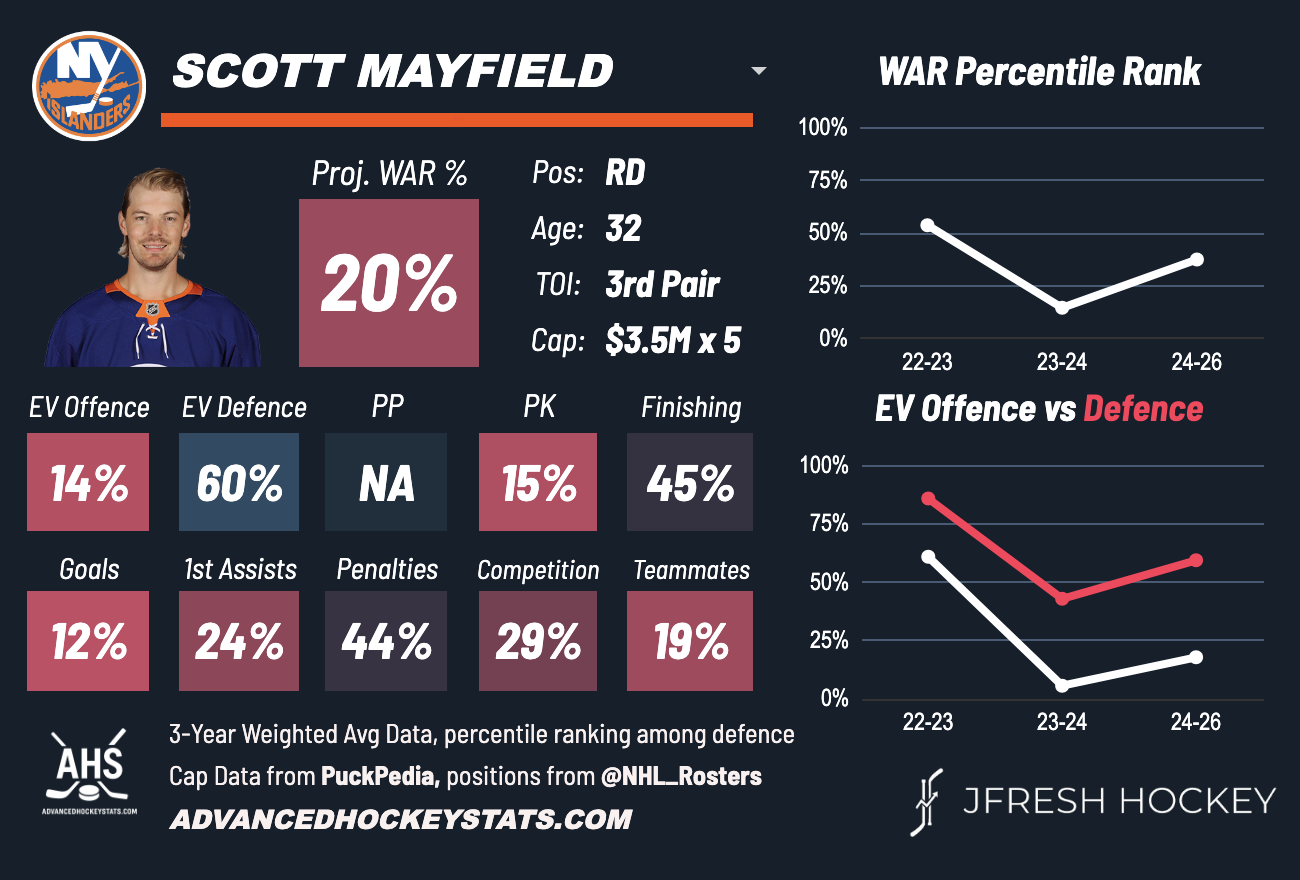 NY
ISLANDERS
SCOTT MAYFIELD
Proj. WAR %
20%
Pos: RD
Age: 32
TOI: 3rd Pair
Cap: $3.5M x 5
EV Offence EV Defence PP PK Finishing
14% 60% NA 15% 45%
Goals 1st Assists Penalties Competition Teammates
12% 24% 44% 29% 19%
WAR Percentile Rank
100%
75%
50%
25%
0%
22-23 23-24 24-26
EV Offence vs Defence
100%
75%
50%
25%
0%
22-23 23-24 24-26
AHS
ADVANCEDHOCKEYSTATS.COM
3-Year Weighted Avg Data, percentile ranking among defence
Cap Data from PuckPedia, positions from @NHL_Rosters
ADVANCEDHOCKEYSTATS.COM
JFRESH HOCKEY